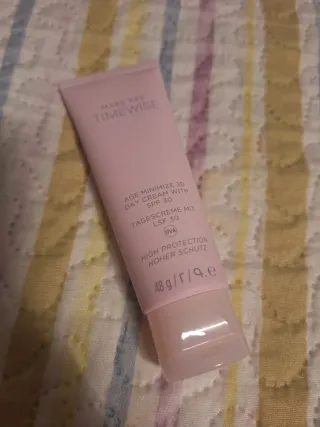 MARY KAY
TIMEWISE
AGE MINIMIZE 3D
DAY CREAM WITH
SPF 30
TAGESCREME MIT
LSF 30
UVA
HIGH PROTECTION
HOHER SCHUTZ
48 g/1.7 oz. e